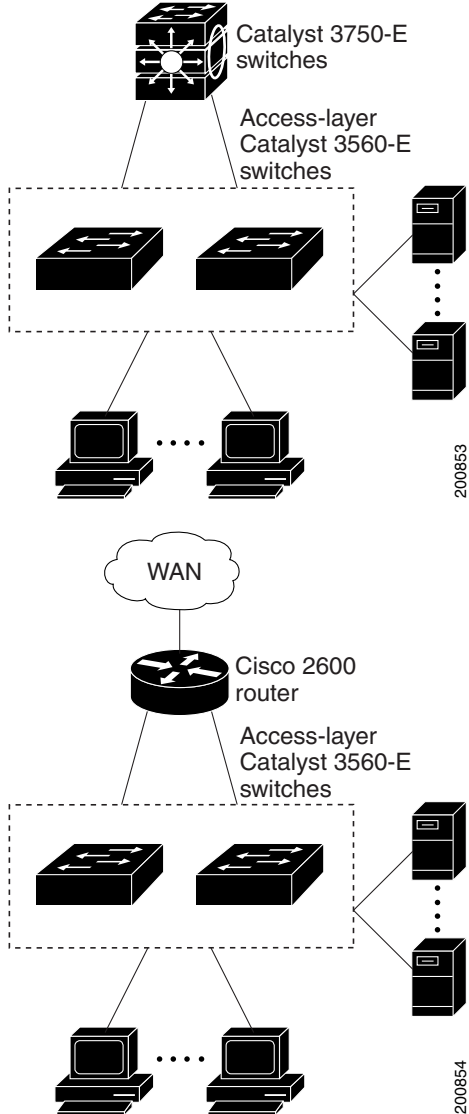 Catalyst 3750-E
switches
Access-layer
Catalyst 3560-E
switches
200853
WAN
Cisco 2600
router
Access-layer
Catalyst 3560-E
switches
200854